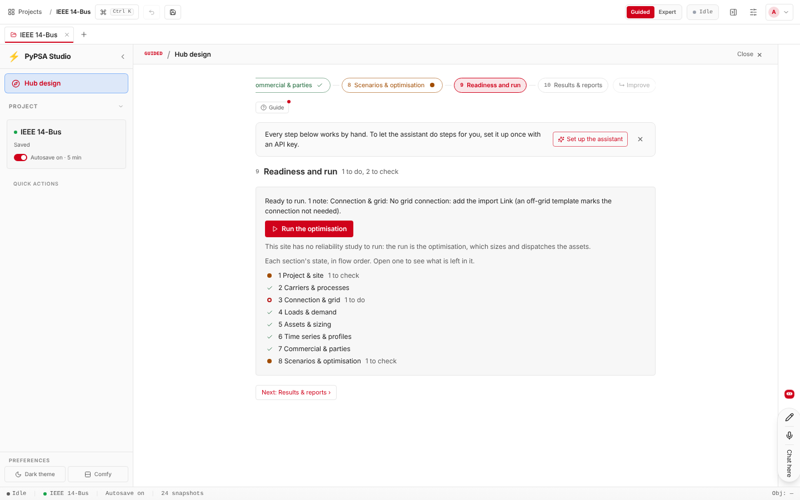 Projects / IEEE 14-Bus Ctrl K Guided Expert Idle A
IEEE 14-Bus × +
PyPSA Studio
GUIDED / Hub design Close ×
Hub design
ommercial & parties 8 Scenarios & optimisation 9 Readiness and run 10 Results & reports Improve
Guide
PROJECT
IEEE 14-Bus
Saved
Autosave on · 5 min
QUICK ACTIONS
Every step below works by hand. To let the assistant do steps for you, set it up once with
an API key.
Set up the assistant
9 Readiness and run 1 to do, 2 to check
Ready to run. 1 note: Connection & grid: No grid connection: add the import Link (an off-grid template marks the
connection not needed).
Run the optimisation
This site has no reliability study to run: the run is the optimisation, which sizes and dispatches the assets.
Each section's state, in flow order. Open one to see what is left in it.
1 Project & site 1 to check
2 Carriers & processes
3 Connection & grid 1 to do
4 Loads & demand
5 Assets & sizing
6 Time series & profiles
7 Commercial & parties
8 Scenarios & optimisation 1 to check
Next: Results & reports ›
Chat here
PREFERENCES
Dark theme Comfy
Idle IEEE 14-Bus Autosave on 24 snapshots Obj: —